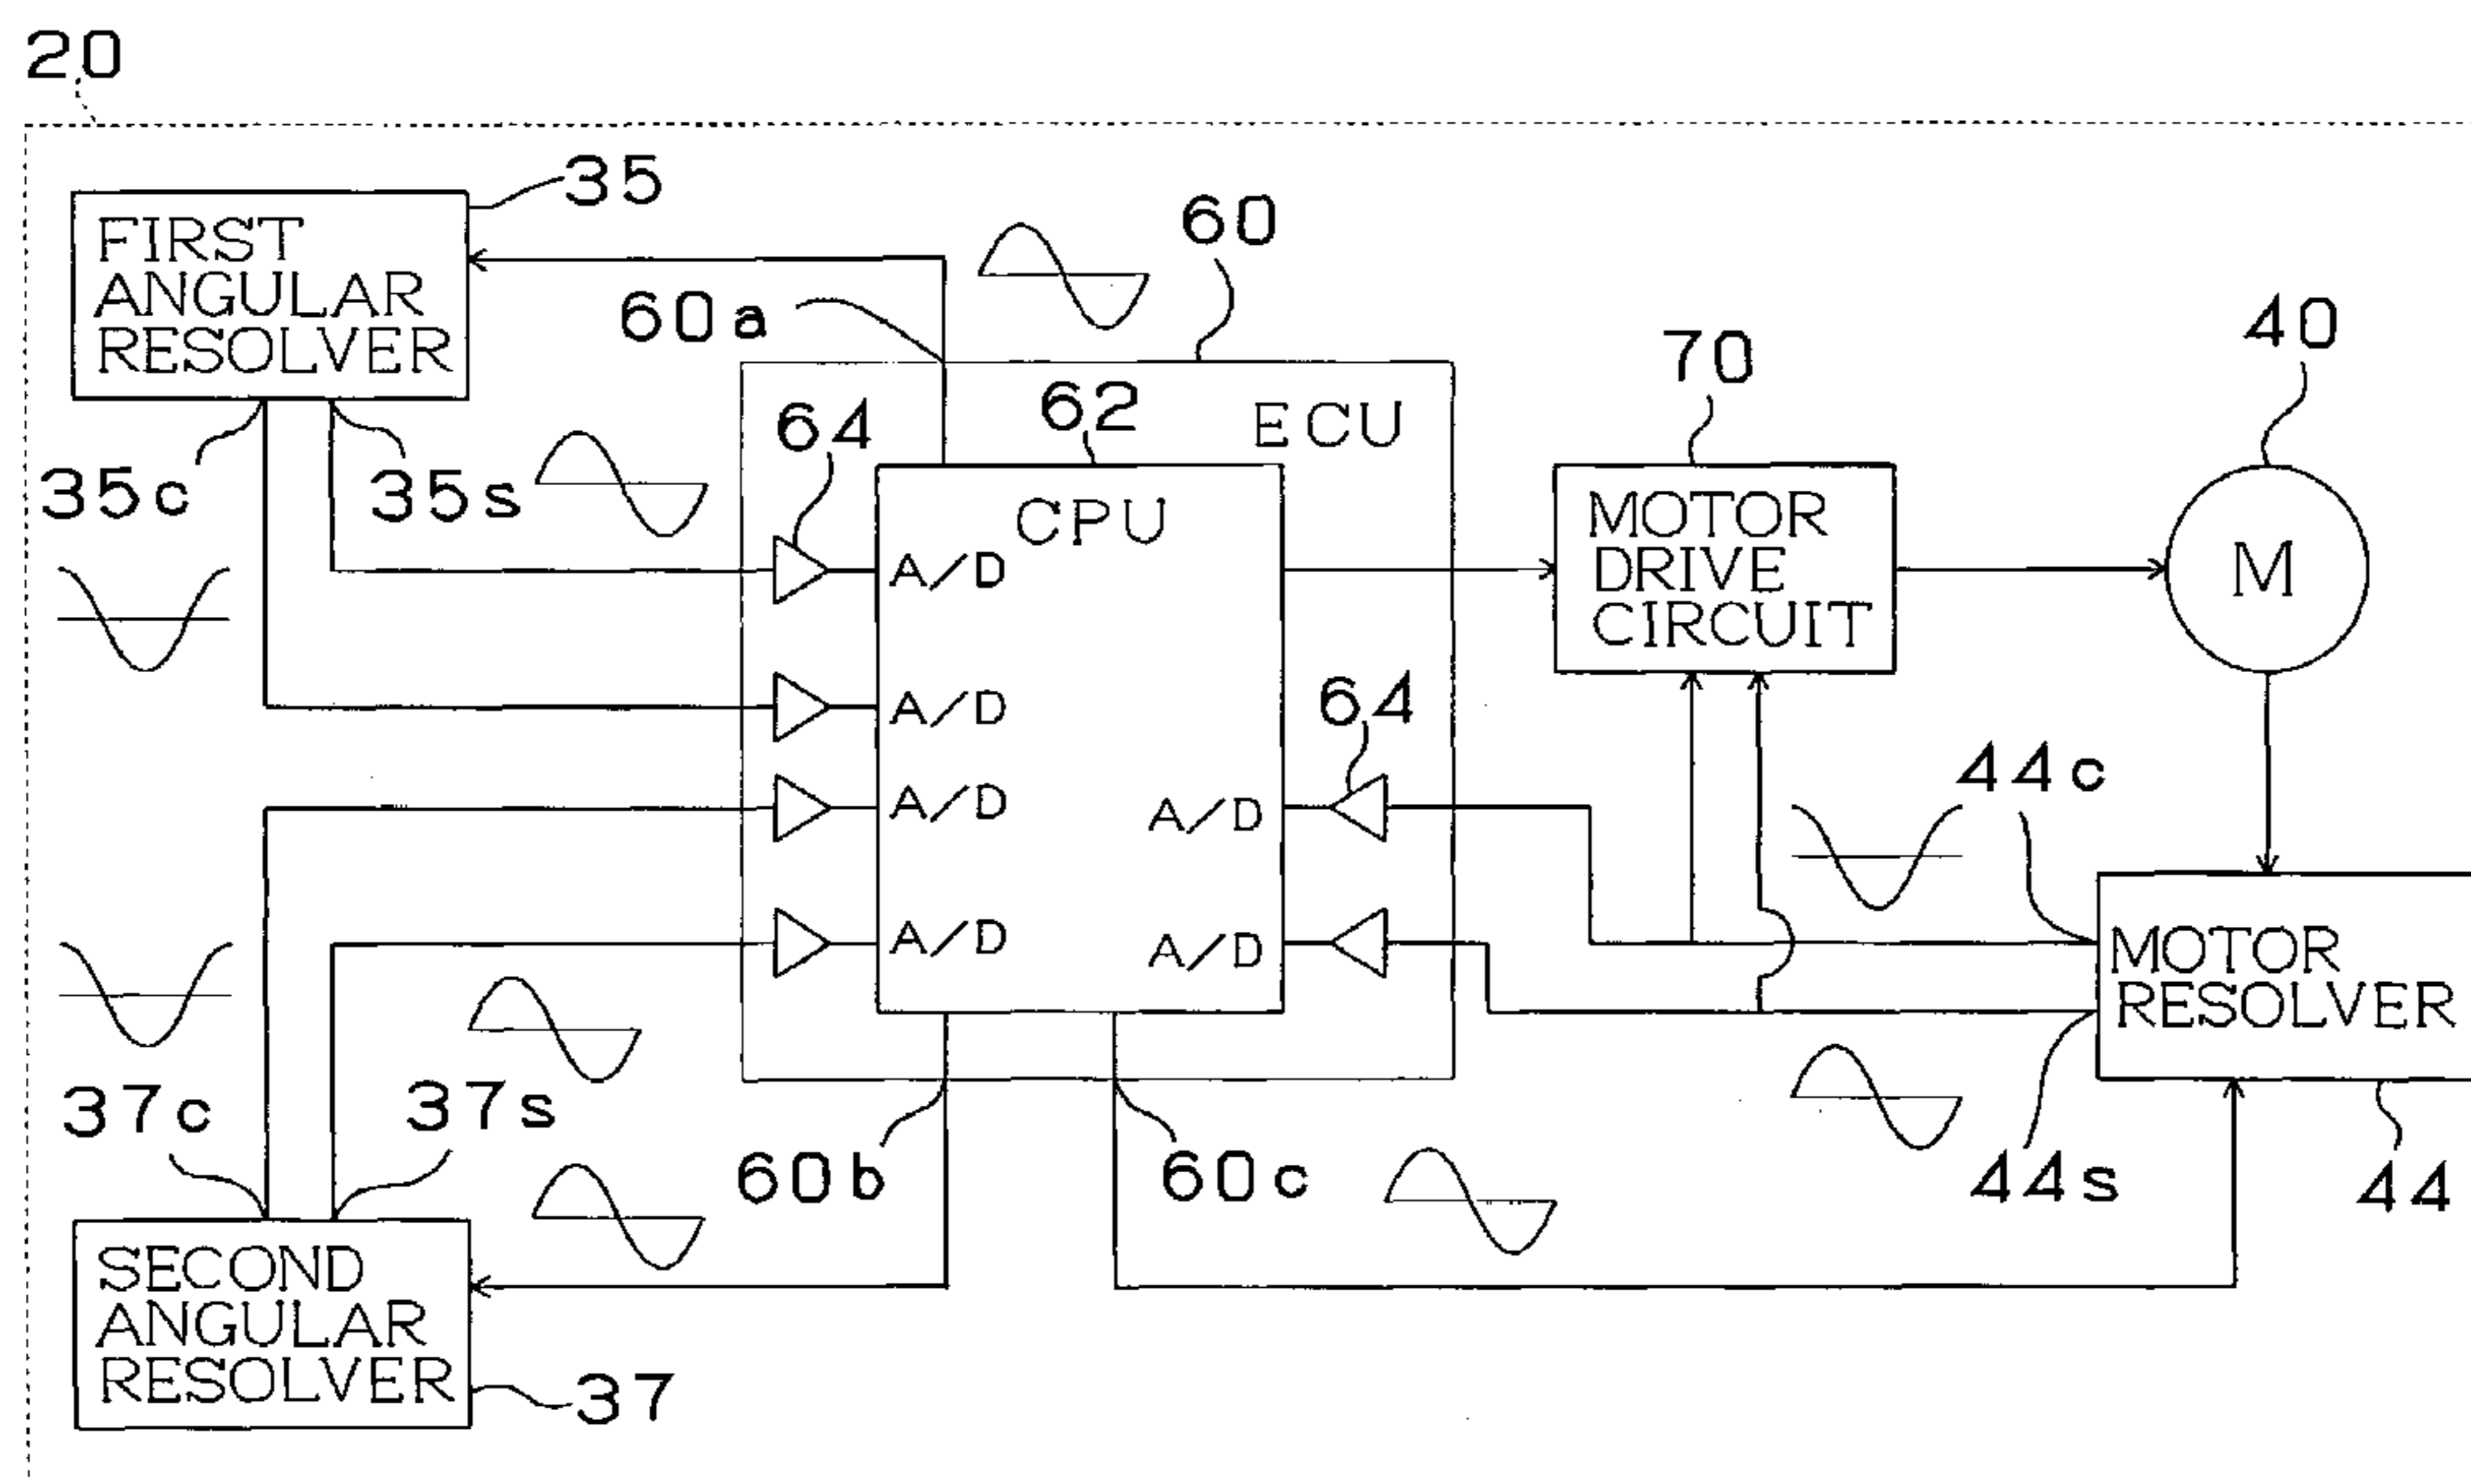 20
35
FIRST
ANGULAR
RESOLVER
60
60a
40
70
62
64
ECU
35c
35s
CPU
MOTOR
DRIVE
CIRCUIT
M
A/D
A/D
64
44c
A/D
A/D
A/D
A/D
MOTOR
RESOLVER
37c
37s
60b
60c
44s
44
SECOND
ANGULAR
RESOLVER
37